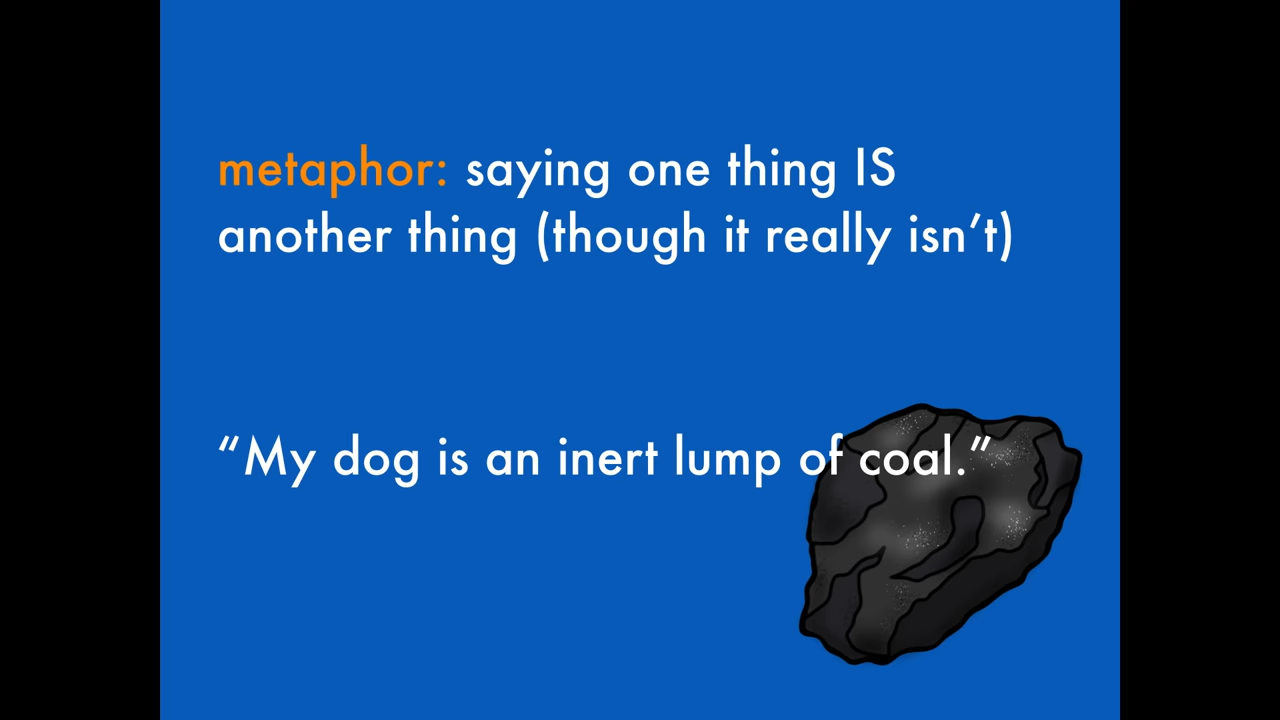 metaphor: saying one thing IS
another thing (though it really isn’t)
“My dog is an inert lump of coal.”